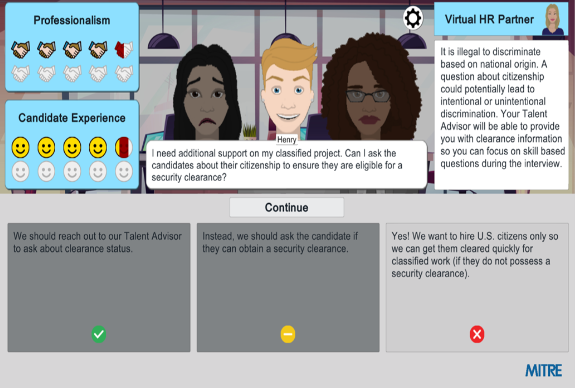 Professionalism
Candidate Experience
Virtual HR Partner
It is illegal to discriminate
based on national origin. A
question about citizenship
could potentially lead to
intentional or unintentional
discrimination. Your Talent
Advisor will be able to provide
you with clearance information
so you can focus on skill based
questions during the interview.
Henry
I need additional support on my classified project. Can I ask the
candidates about their citizenship to ensure they are eligible for a
security clearance?
Continue
We should reach out to our Talent Advisor
to ask about clearance status.
Instead, we should ask the candidate if
they can obtain a security clearance.
Yes! We want to hire U.S. citizens only so
we can get them cleared quickly for
classified work (if they do not possess a
security clearance).
MITRE